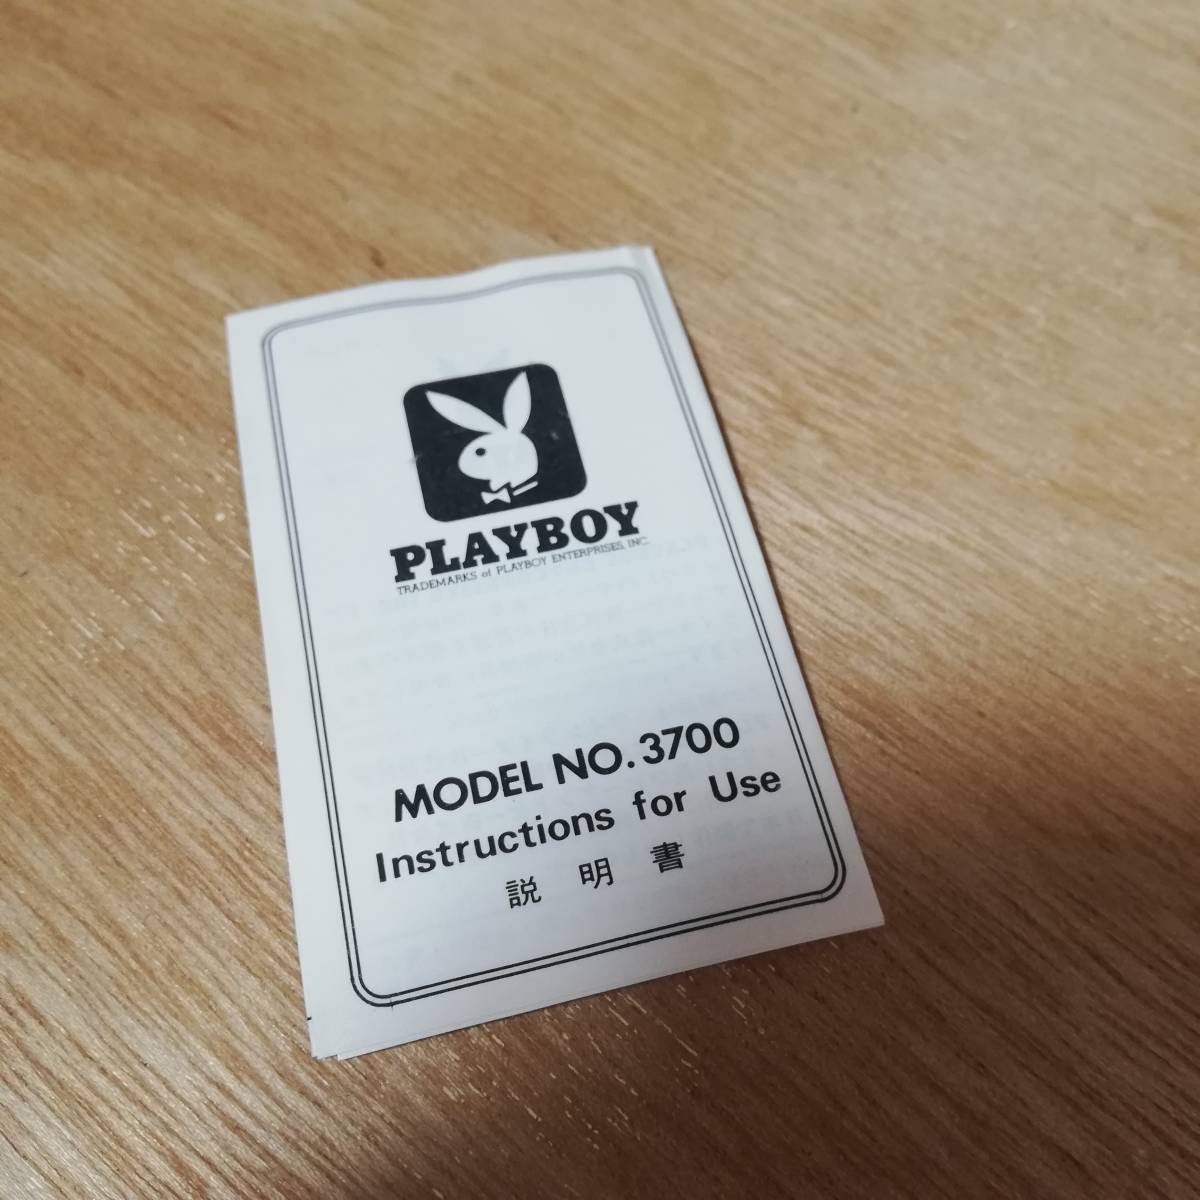 PLAYBOY
TRADEMARKS of PLAYBOY ENTERPRISES, INC.
MODEL NO. 3700
Instructions for Use
説明書